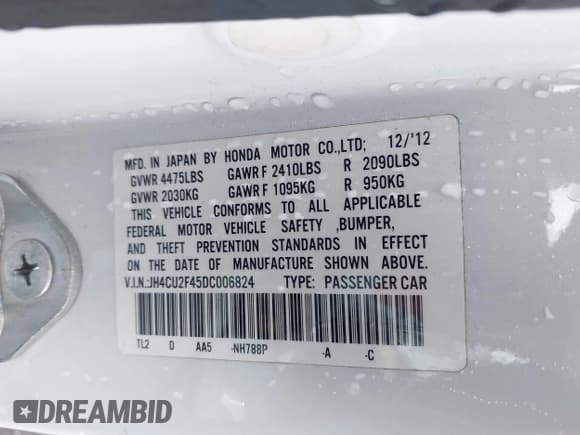 MFD. IN JAPAN BY HONDA MOTOR CO.,LTD; 12/'12
GVWR 4475LBS GAWR F 2410LBS R 2090LBS
GVWR 2030KG GAWR F 1095KG R 950KG
THIS VEHICLE CONFORMS TO ALL APPLICABLE
FEDERAL MOTOR VEHICLE SAFETY ,BUMPER,
AND THEFT PREVENTION STANDARDS IN EFFECT
ON THE DATE OF MANUFACTURE SHOWN ABOVE.
V.I.N.:JH4CU2F45DC006824 TYPE: PASSENGER CAR
TL2 0 AA5 -NH788P -A -C
DREAMBID